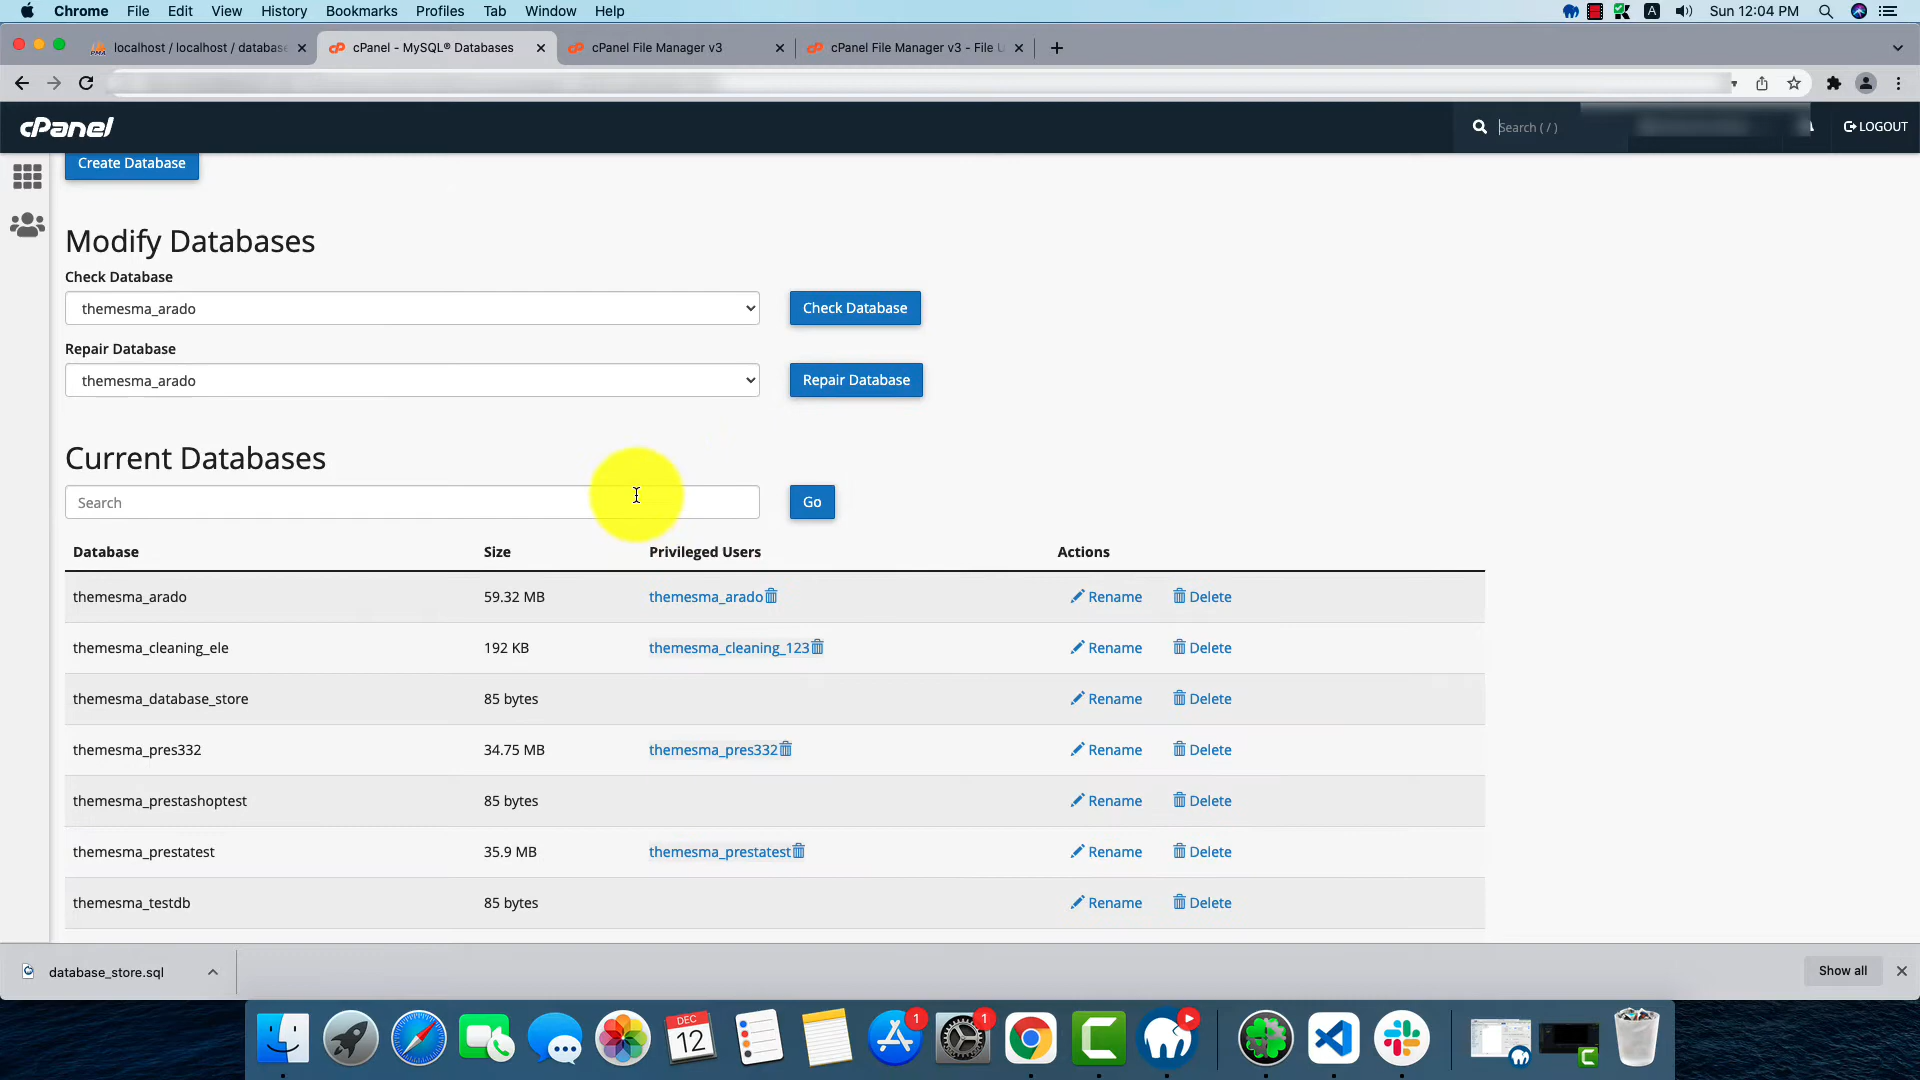 Chrome File Edit View History Bookmarks Profiles Tab Window Help
A Sun 12:04 PM
localhost / localhost / database
cPanel - MySQL® Databases
cPanel File Manager v3
cPanel File Manager v3 - File U
cPanel
Search ( / )
LOGOUT
Create Database
Modify Databases
Check Database
themesma_arado
Check Database
Repair Database
themesma_arado
Repair Database
Current Databases
Search
Go
Database Size Privileged Users Actions
themesma_arado 59.32 MB themesma_arado Rename Delete
themesma_cleaning_ele 192 KB themesma_cleaning_123 Rename Delete
themesma_database_store 85 bytes Rename Delete
themesma_pres332 34.75 MB themesma_pres332 Rename Delete
themesma_prestashoptest 85 bytes Rename Delete
themesma_prestatest 35.9 MB themesma_prestatest Rename Delete
themesma_testdb 85 bytes Rename Delete
database_store.sql
Show all
DEC
12
1
1